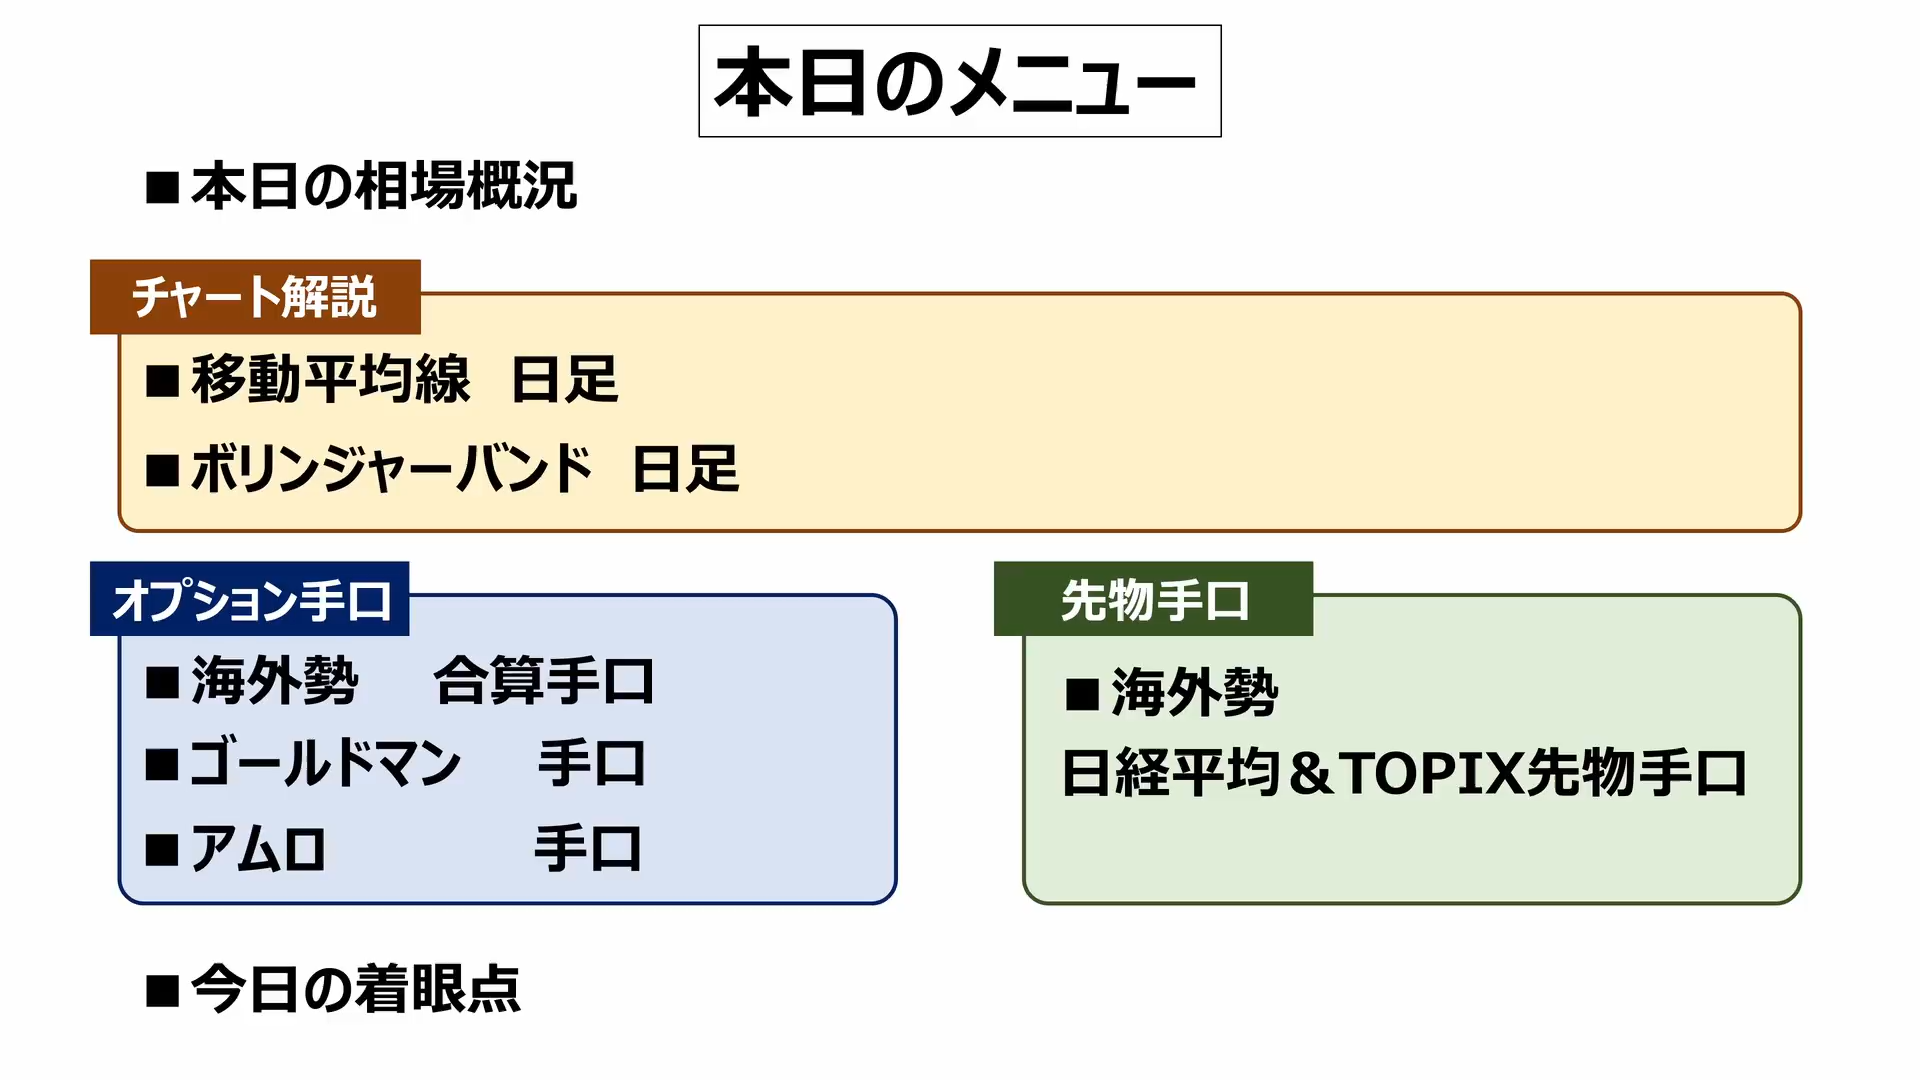 本日のメニュー
■本日の相場概況
チャート解説
■移動平均線 日足
■ボリンジャーバンド 日足
オプション手口
■海外勢 合算手口
■ゴールドマン 手口
■アムロ 手口
先物手口
■海外勢
日経平均＆TOPIX先物手口
■今日の着眼点